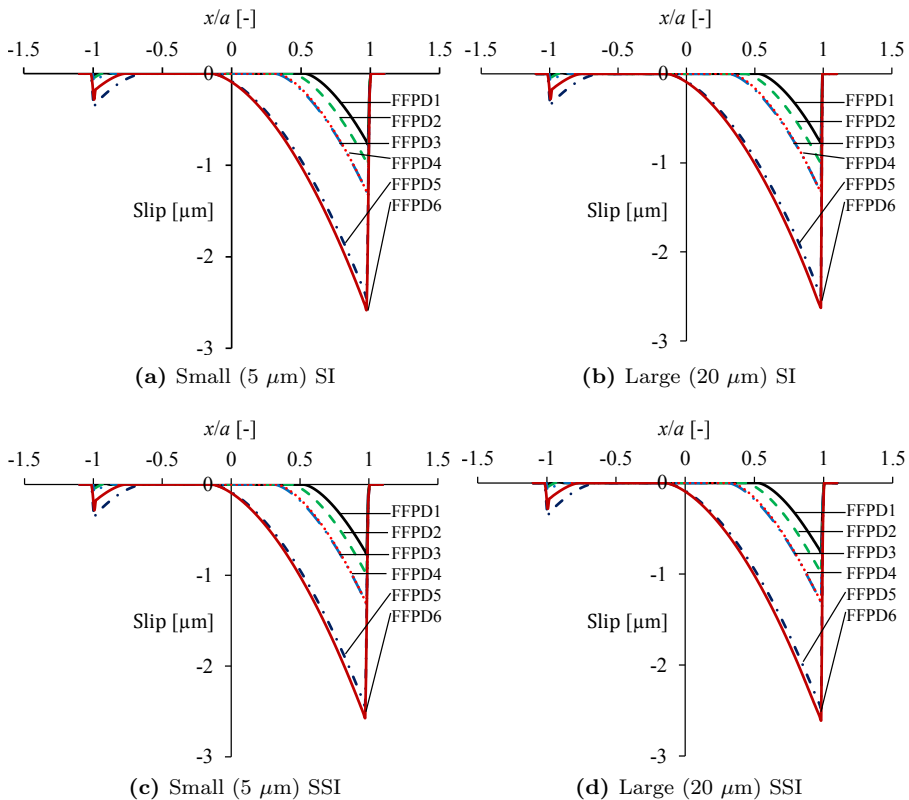 x/a [-]
-1.5 -1 -0.5 0 0.5 1 1.5
0
-1
-2
-3
Slip [µm]
FFPD1
FFPD2
FFPD3
FFPD4
FFPD5
FFPD6
(a) Small (5 µm) SI
x/a [-]
-1.5 -1 -0.5 0 0.5 1 1.5
0
-1
-2
-3
Slip [µm]
FFPD1
FFPD2
FFPD3
FFPD4
FFPD5
FFPD6
(b) Large (20 µm) SI
x/a [-]
-1.5 -1 -0.5 0 0.5 1 1.5
0
-1
-2
-3
Slip [µm]
FFPD1
FFPD2
FFPD3
FFPD4
FFPD5
FFPD6
(c) Small (5 µm) SSI
x/a [-]
-1.5 -1 -0.5 0 0.5 1 1.5
0
-1
-2
-3
Slip [µm]
FFPD1
FFPD2
FFPD3
FFPD4
FFPD5
FFPD6
(d) Large (20 µm) SSI